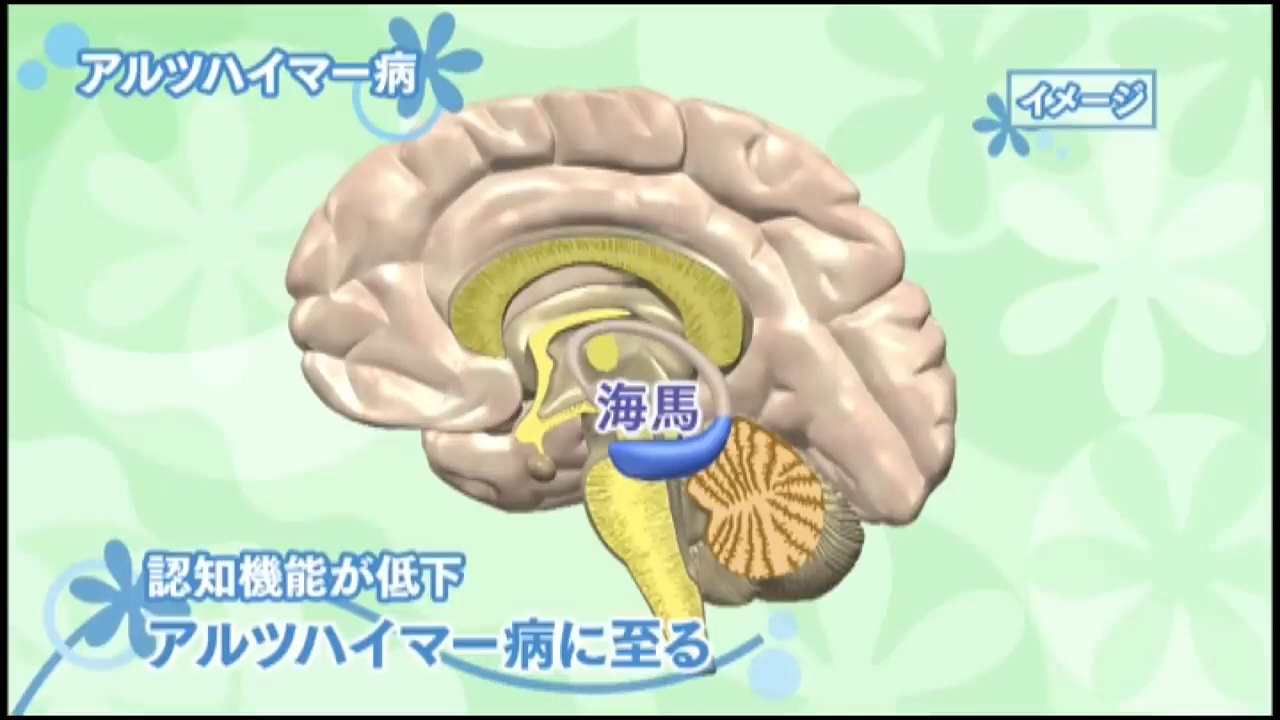 アルツハイマー病
イメージ
海馬
認知機能が低下
アルツハイマー病に至る